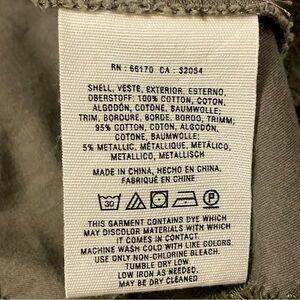 RN : 66170 CA : 32054
SHELL, VESTE, EXTERIOR, ESTERNO,
OBERSTOFF: 100% COTTON, COTON,
ALGODÓN, COTONE, BAUMWOLLE;
TRIM, BORDURE, BORDE, BORDO, TRIMM;
95% COTTON, COTON, ALGODÓN,
COTONE, BAUMWOLLE;
5% METALLIC, MÉTALLIQUE, METÁLICO,
METALLICO, METALLISCH
MADE IN CHINA, HECHO EN CHINA,
FABRIQUÉ EN CHINE
30
THIS GARMENT CONTAINS DYE WHICH
MAY DISCOLOR MATERIALS WITH WHICH
IT COMES IN CONTACT
MACHINE WASH COLD WITH LIKE COLORS.
USE ONLY NON-CHLORINE BLEACH.
TUMBLE DRY LOW.
LOW IRON AS NEEDED.
MAY BE DRY CLEANED